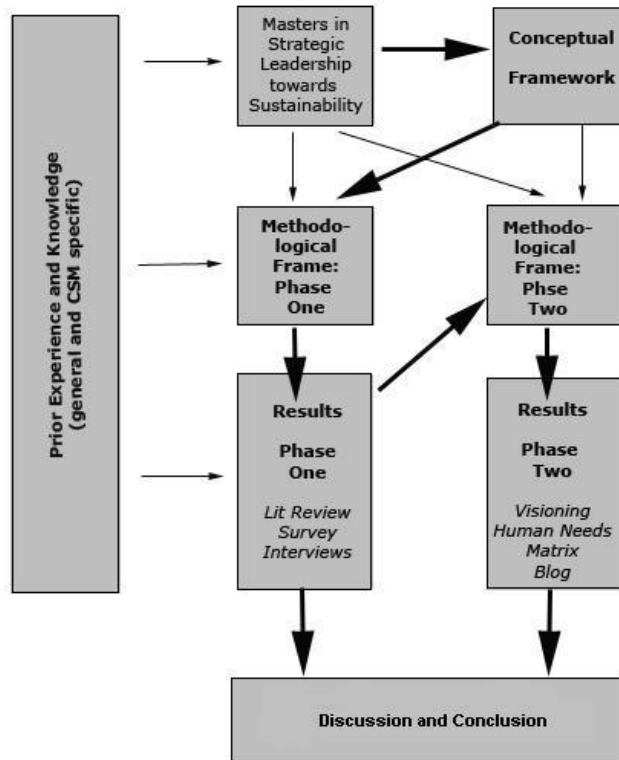 Prior Experience and Knowledge
(general and CSM specific)
Masters in
Strategic
Leadership
towards
Sustainability
Conceptual
Framework
Methodo-
logical
Frame:
Phase
One
Methodo-
logical
Frame:
Phse
Two
Results
Phase
One
Lit Review
Survey
Interviews
Results
Phase
Two
Visioning
Human Needs
Matrix
Blog
Discussion and Conclusion